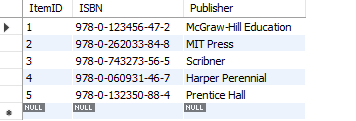 ItemID ISBN Publisher
1 978-0-123456-47-2 McGraw-Hill Education
2 978-0-262033-84-8 MIT Press
3 978-0-743273-56-5 Scribner
4 978-0-060931-46-7 Harper Perennial
5 978-0-132350-88-4 Prentice Hall
NULL NULL NULL